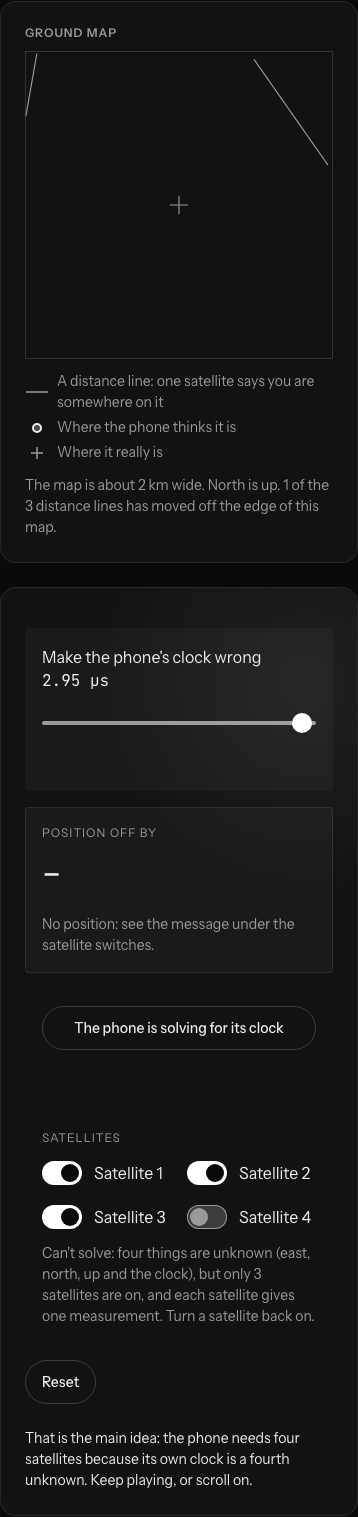 GROUND MAP
A distance line: one satellite says you are
somewhere on it
Where the phone thinks it is
Where it really is
The map is about 2 km wide. North is up. 1 of the
3 distance lines has moved off the edge of this
map.
Make the phone's clock wrong
2.95 µs
POSITION OFF BY
–
No position: see the message under the
satellite switches.
The phone is solving for its clock
SATELLITES
Satellite 1
Satellite 2
Satellite 3
Satellite 4
Can't solve: four things are unknown (east,
north, up and the clock), but only 3
satellites are on, and each satellite gives
one measurement. Turn a satellite back on.
Reset
That is the main idea: the phone needs four
satellites because its own clock is a fourth
unknown. Keep playing, or scroll on.